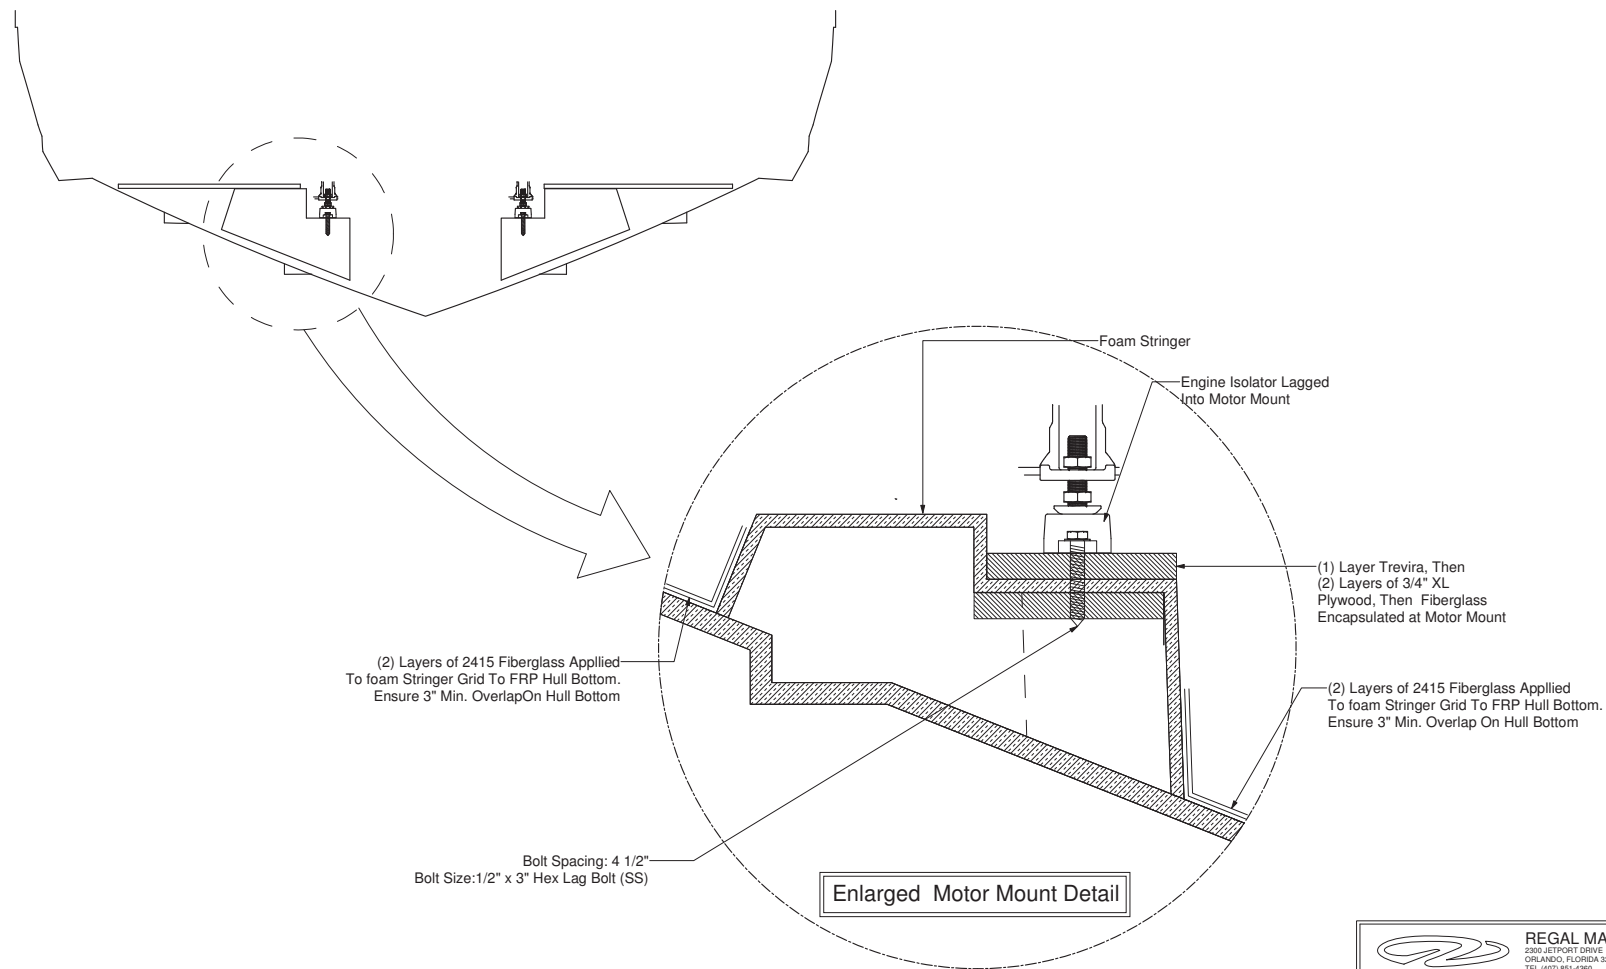 Foam Stringer
Engine Isolator Lagged
Into Motor Mount
(1) Layer Trevira, Then
(2) Layers of 3/4" XL
Plywood, Then Fiberglass
Encapsulated at Motor Mount
(2) Layers of 2415 Fiberglass Appllied
To foam Stringer Grid To FRP Hull Bottom.
Ensure 3" Min. OverlapOn Hull Bottom
(2) Layers of 2415 Fiberglass Appllied
To foam Stringer Grid To FRP Hull Bottom.
Ensure 3" Min. Overlap On Hull Bottom
Bolt Spacing: 4 1/2"
Bolt Size:1/2" x 3" Hex Lag Bolt (SS)
Enlarged Motor Mount Detail
REGAL
2300 JETPORT DRIVE
ORLANDO, FLORIDA
TEL (407) 851-4360